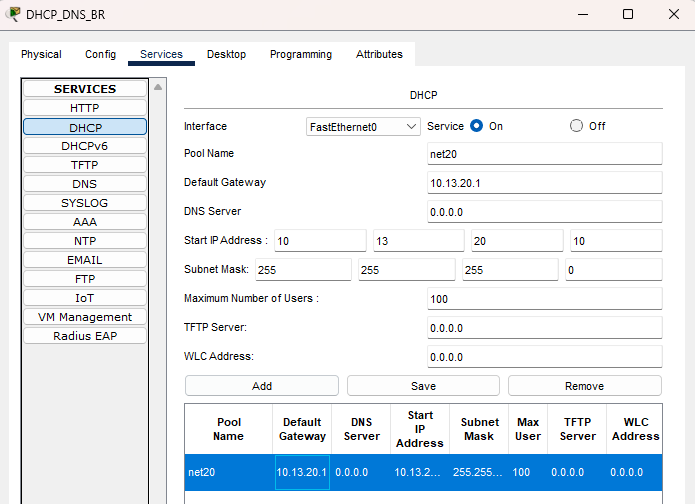 DHCP_DNS_BR
Physical Config Services Desktop Programming Attributes
SERVICES
HTTP
DHCP
DHCPv6
TFTP
DNS
SYSLOG
AAA
NTP
EMAIL
FTP
IoT
VM Management
Radius EAP
DHCP
Interface FastEthernet0 Service On Off
Pool Name net20
Default Gateway 10.13.20.1
DNS Server 0.0.0.0
Start IP Address : 10 13 20 10
Subnet Mask: 255 255 255 0
Maximum Number of Users : 100
TFTP Server: 0.0.0.0
WLC Address: 0.0.0.0
Add Save Remove
Pool Name Default Gateway DNS Server Start IP Address Subnet Mask Max User TFTP Server WLC Address
net20 10.13.20.1 0.0.0.0 10.13.2... 255.255... 100 0.0.0.0 0.0.0.0